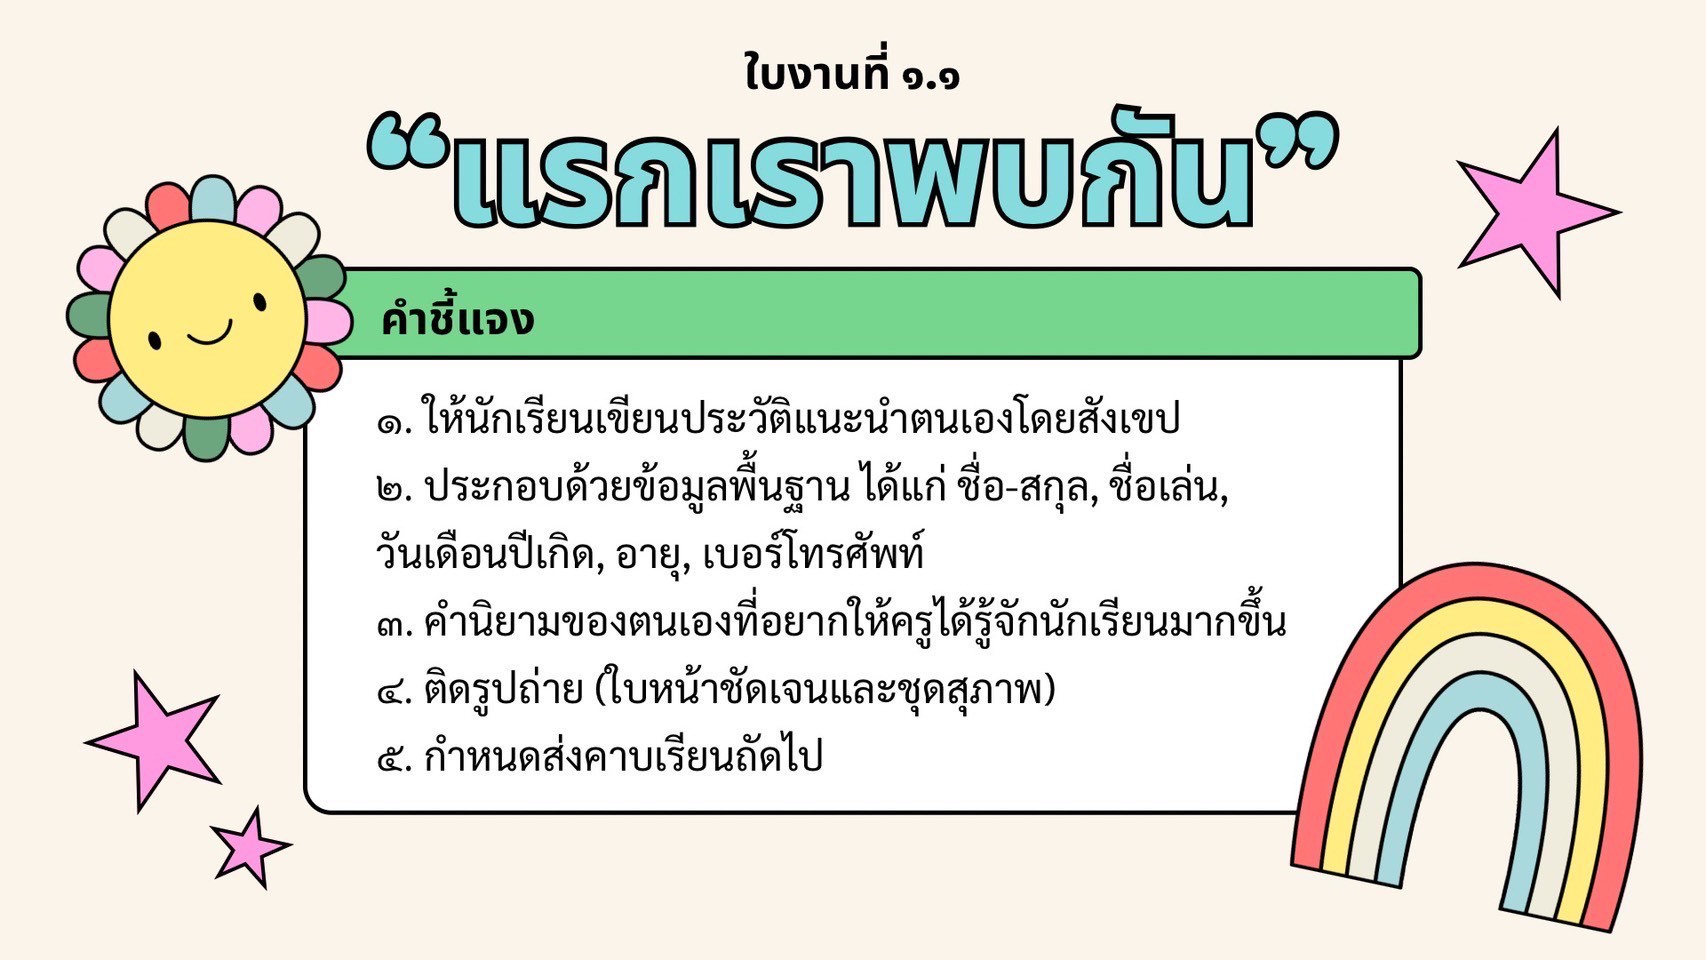 ใบงานที่ ๑.๑
“แรกเราพบกัน”
คำชี้แจง
๑. ให้นักเรียนเขียนประวัติแนะนำตนเองโดยสังเขป
๒. ประกอบด้วยข้อมูลพื้นฐาน ได้แก่ ชื่อ-สกุล, ชื่อเล่น,
วันเดือนปีเกิด, อายุ, เบอร์โทรศัพท์
๓. คำนิยามของตนเองที่อยากให้ครูได้รู้จักนักเรียนมากขึ้น
๔. ติดรูปถ่าย (ใบหน้าชัดเจนและชุดสุภาพ)
๕. กำหนดส่งคาบเรียนถัดไป